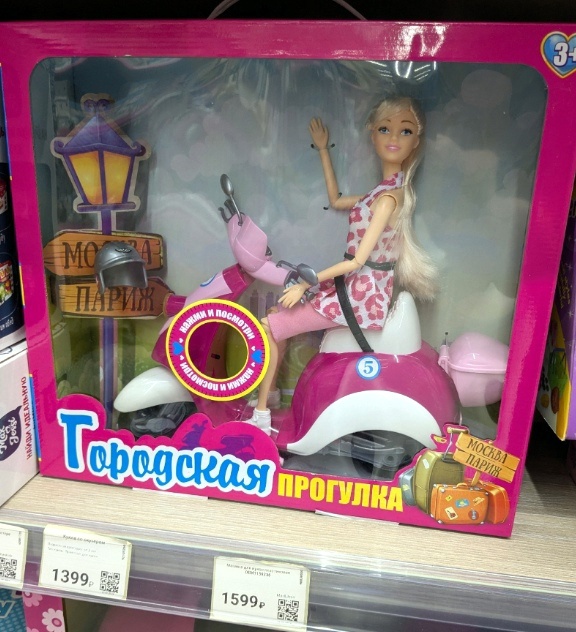 3+
МОСКВА
ПАРИЖ
НАЖМИ И ПОСМОТРИ
НАЖМИ И ПОСМОТРИ
5
Городская
ПРОГУЛКА
МОСКВА
ПАРИЖ
1399₽
1599₽